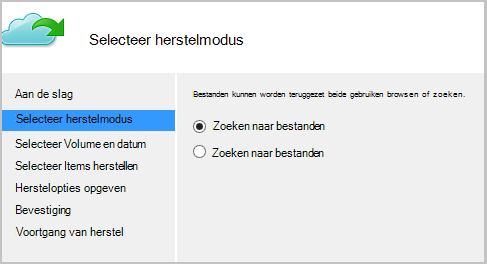 Selecteer herstelmodus
Aan de slag
Selecteer herstelmodus
Selecteer Volume en datum
Selecteer Items herstellen
Herstelopties opgeven
Bevestiging
Voortgang van herstel
Bestanden kunnen worden teruggezet beide gebruiken browsen of zoeken.
Zoeken naar bestanden
Zoeken naar bestanden